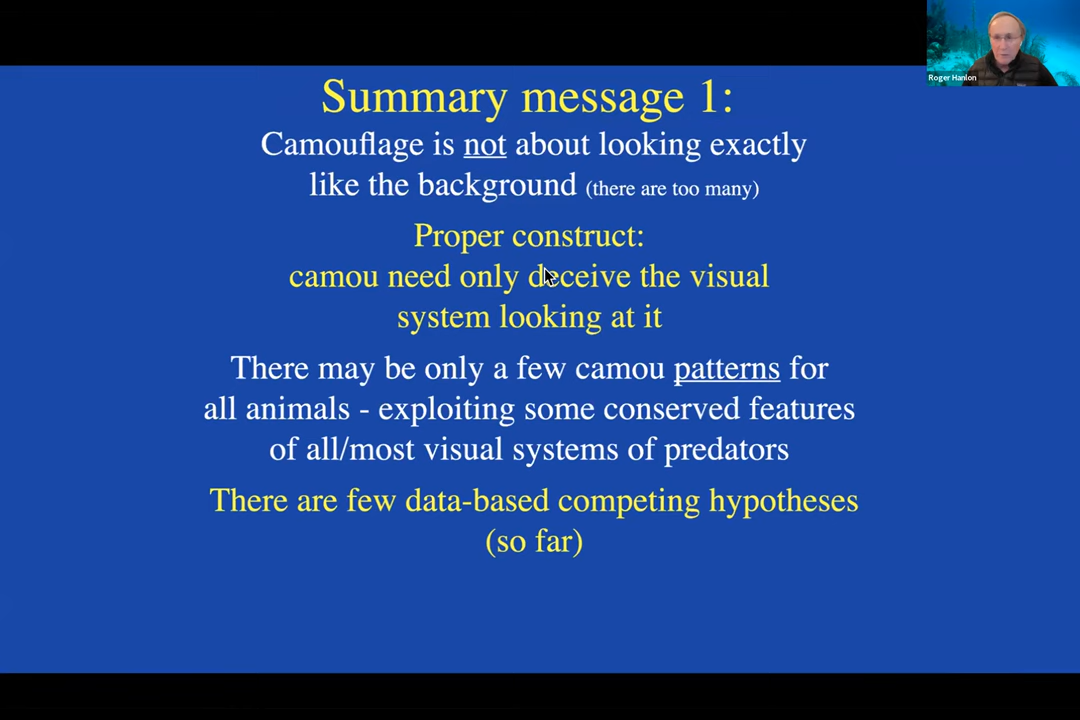 Roger Hanlon
Summary message 1:
Camouflage is not about looking exactly
like the background (there are too many)
Proper construct:
camou need only deceive the visual
system looking at it
There may be only a few camou patterns for
all animals - exploiting some conserved features
of all/most visual systems of predators
There are few data-based competing hypotheses
(so far)